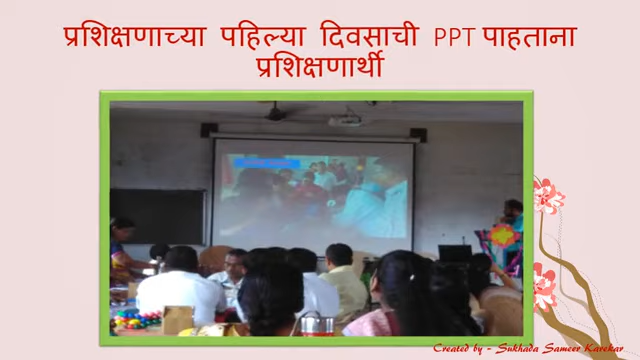 प्रशिक्षणाच्या पहिल्या दिवसाची PPT पाहताना
प्रशिक्षणार्थी
Created by - Sukhada Sameer Karekar